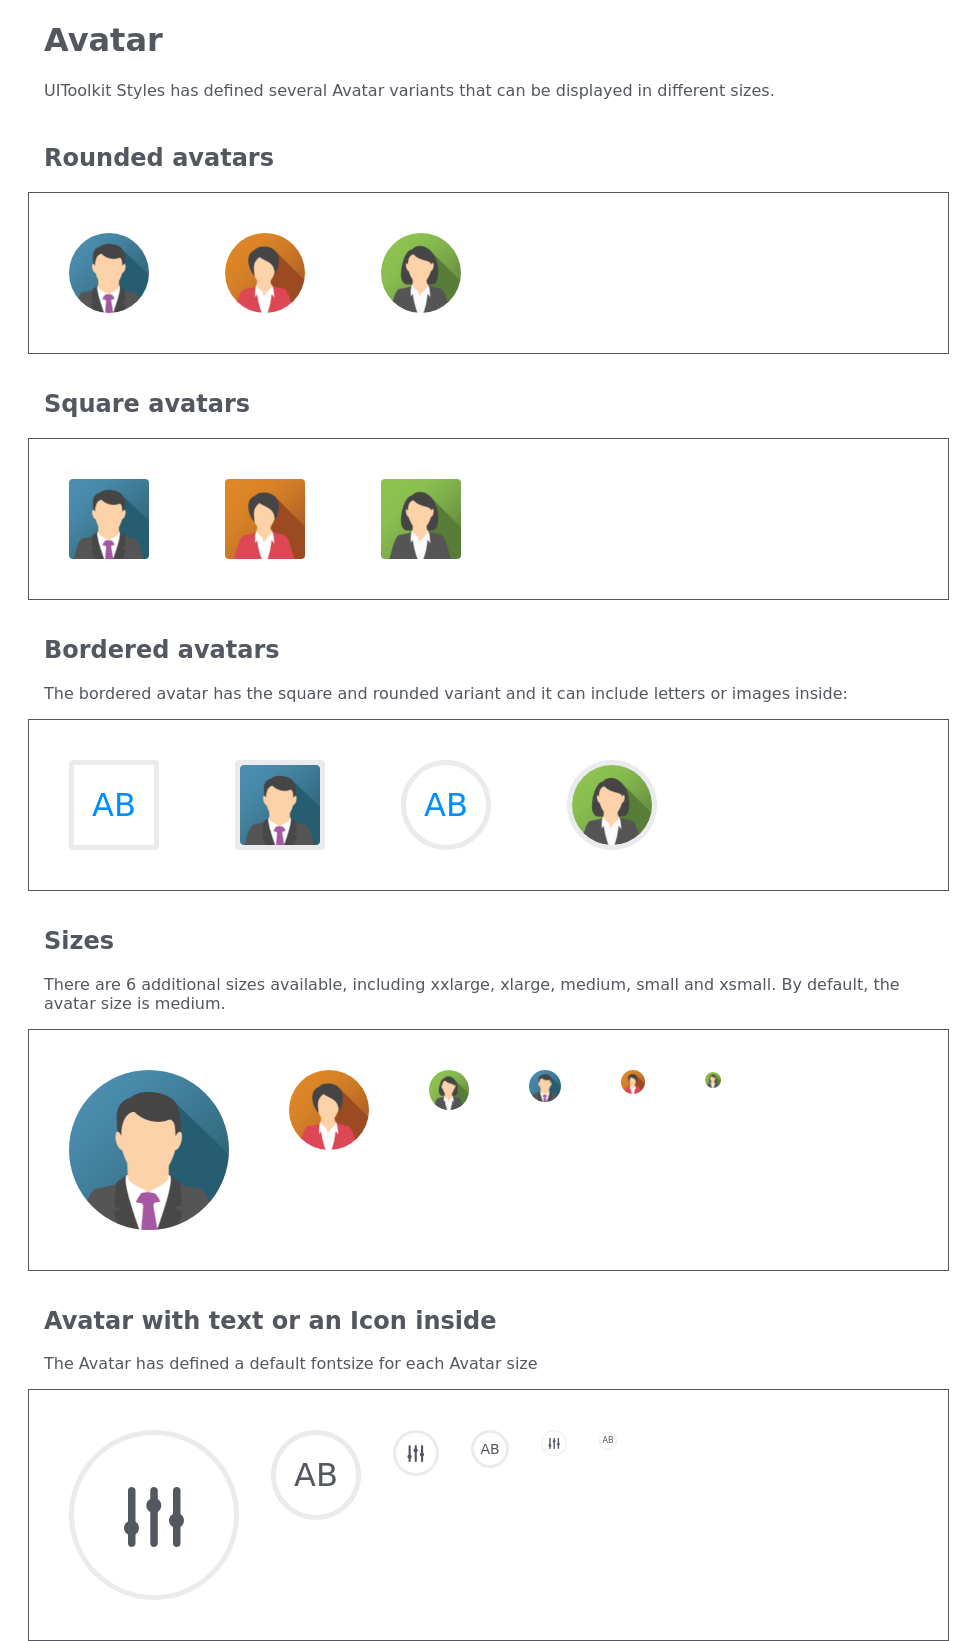 Avatar
UIToolkit Styles has defined several Avatar variants that can be displayed in different sizes.
Rounded avatars
Square avatars
Bordered avatars
The bordered avatar has the square and rounded variant and it can include letters or images inside:
AB AB
Sizes
There are 6 additional sizes available, including xxlarge, xlarge, medium, small and xsmall. By default, the
avatar size is medium.
Avatar with text or an Icon inside
The Avatar has defined a default fontsize for each Avatar size
AB AB AB